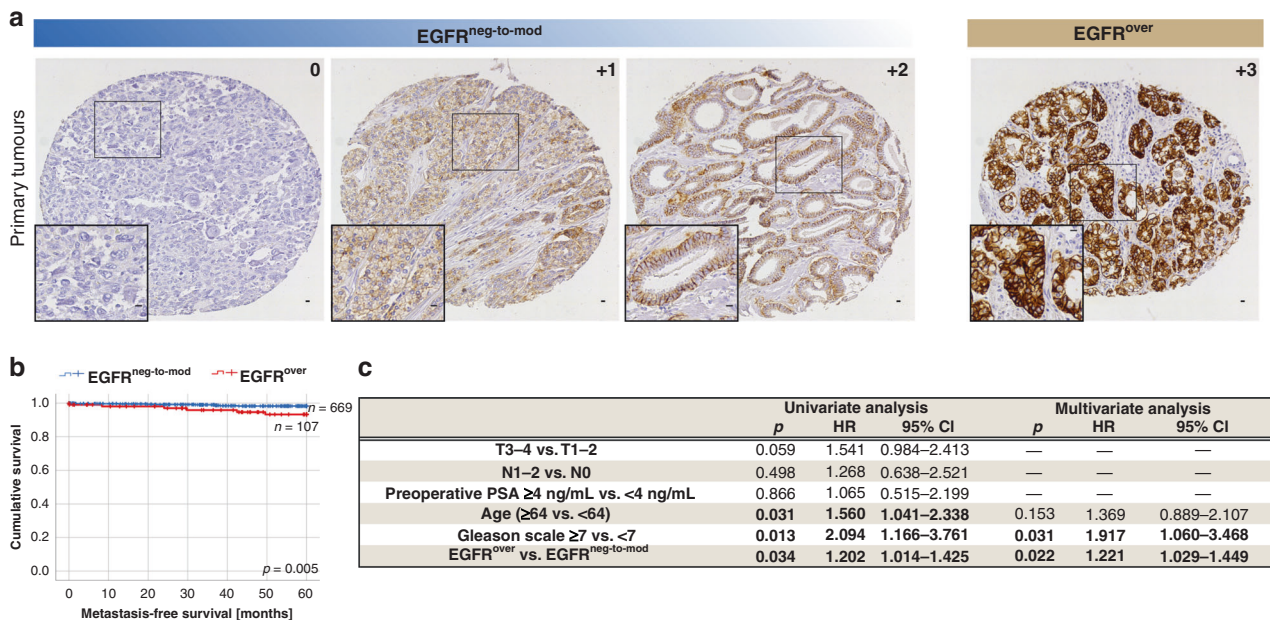 a
EGFRneg-to-mod
EGFRover
Primary tumours
0
+1
+2
+3
-
-
-
-
b
EGFRneg-to-mod EGFRover
Cumulative survival
1.0
0.8
0.6
0.4
0.2
0.0
n = 669
n = 107
p = 0.005
0 10 20 30 40 50 60
Metastasis-free survival [months]
c
Univariate analysis Multivariate analysis
p HR 95% CI p HR 95% CI
T3–4 vs. T1–2 0.059 1.541 0.984–2.413 — — —
N1–2 vs. N0 0.498 1.268 0.638–2.521 — — —
Preoperative PSA ≥4 ng/mL vs. <4 ng/mL 0.866 1.065 0.515–2.199 — — —
Age (≥64 vs. <64) 0.031 1.560 1.041–2.338 0.153 1.369 0.889–2.107
Gleason scale ≥7 vs. <7 0.013 2.094 1.166–3.761 0.031 1.917 1.060–3.468
EGFRover vs. EGFRneg-to-mod 0.034 1.202 1.014–1.425 0.022 1.221 1.029–1.449